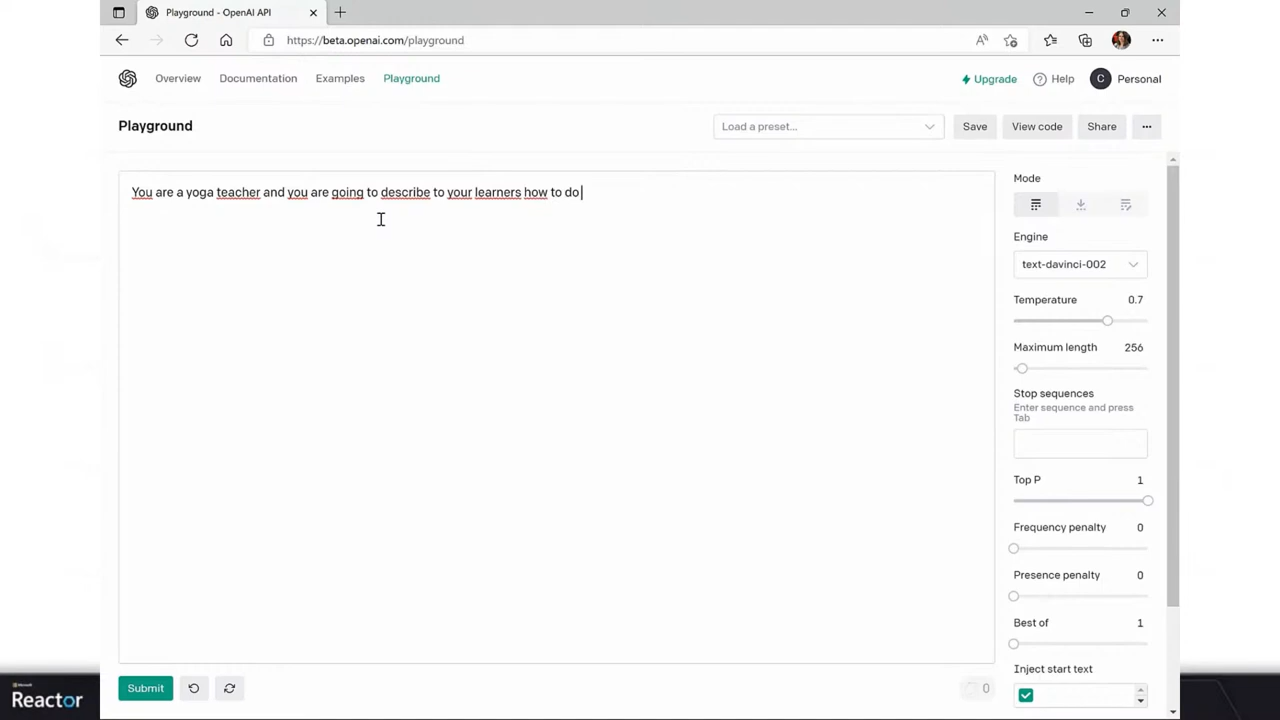 Playground - OpenAI API
https://beta.openai.com/playground
Overview Documentation Examples Playground Upgrade Help C Personal
Playground Load a preset... Save View code Share ...
You are a yoga teacher and you are going to describe to your learners how to do
Mode
Engine
text-davinci-002
Temperature 0.7
Maximum length 256
Stop sequences
Enter sequence and press
Tab
Top P 1
Frequency penalty 0
Presence penalty 0
Best of 1
Inject start text
Submit 0
Microsoft
Reactor